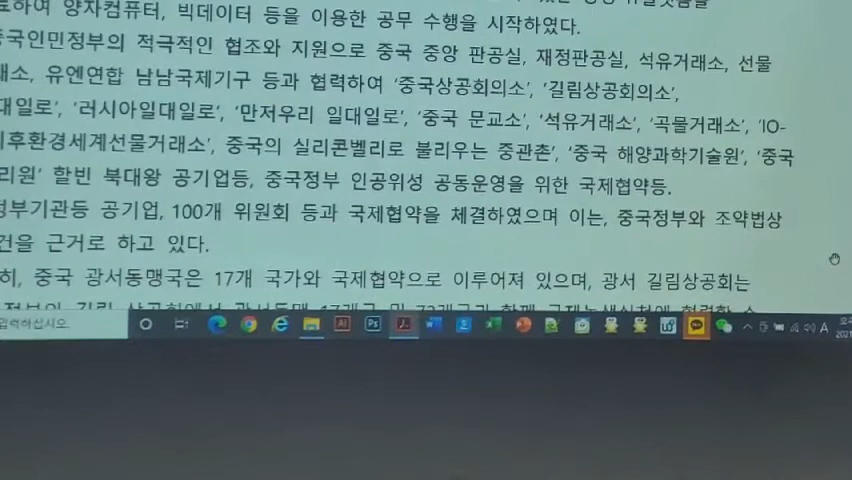 하여 양자컴퓨터, 빅데이터 등을 이용한 공무 수행을 시작하였다.
중국인민정부의 적극적인 협조와 지원으로 중국 중앙 판공실, 재정판공실, 석유거래소, 선물
래소, 유엔연합 남남국제기구 등과 협력하여 ‘중국상공회의소’, ‘길림상공회의소’,
대일로’, ‘러시아일대일로’, ‘만저우리 일대일로’, ‘중국 문교소’, ‘석유거래소’, ‘곡물거래소’, ‘IO-
기후환경세계선물거래소’, 중국의 실리콘벨리로 불리우는 중관촌’, ‘중국 해양과학기술원’, ‘중국
리원’ 할빈 북대황 공기업등, 중국정부 인공위성 공동운영을 위한 국제협약등.
정부기관등 공기업, 100개 위원회 등과 국제협약을 체결하였으며 이는, 중국정부와 조약법상
건을 근거로 하고 있다.
히, 중국 광서동맹국은 17개 국가와 국제협약으로 이루어져 있으며, 광서 길림상공회는
입력하십시오.
A
2021